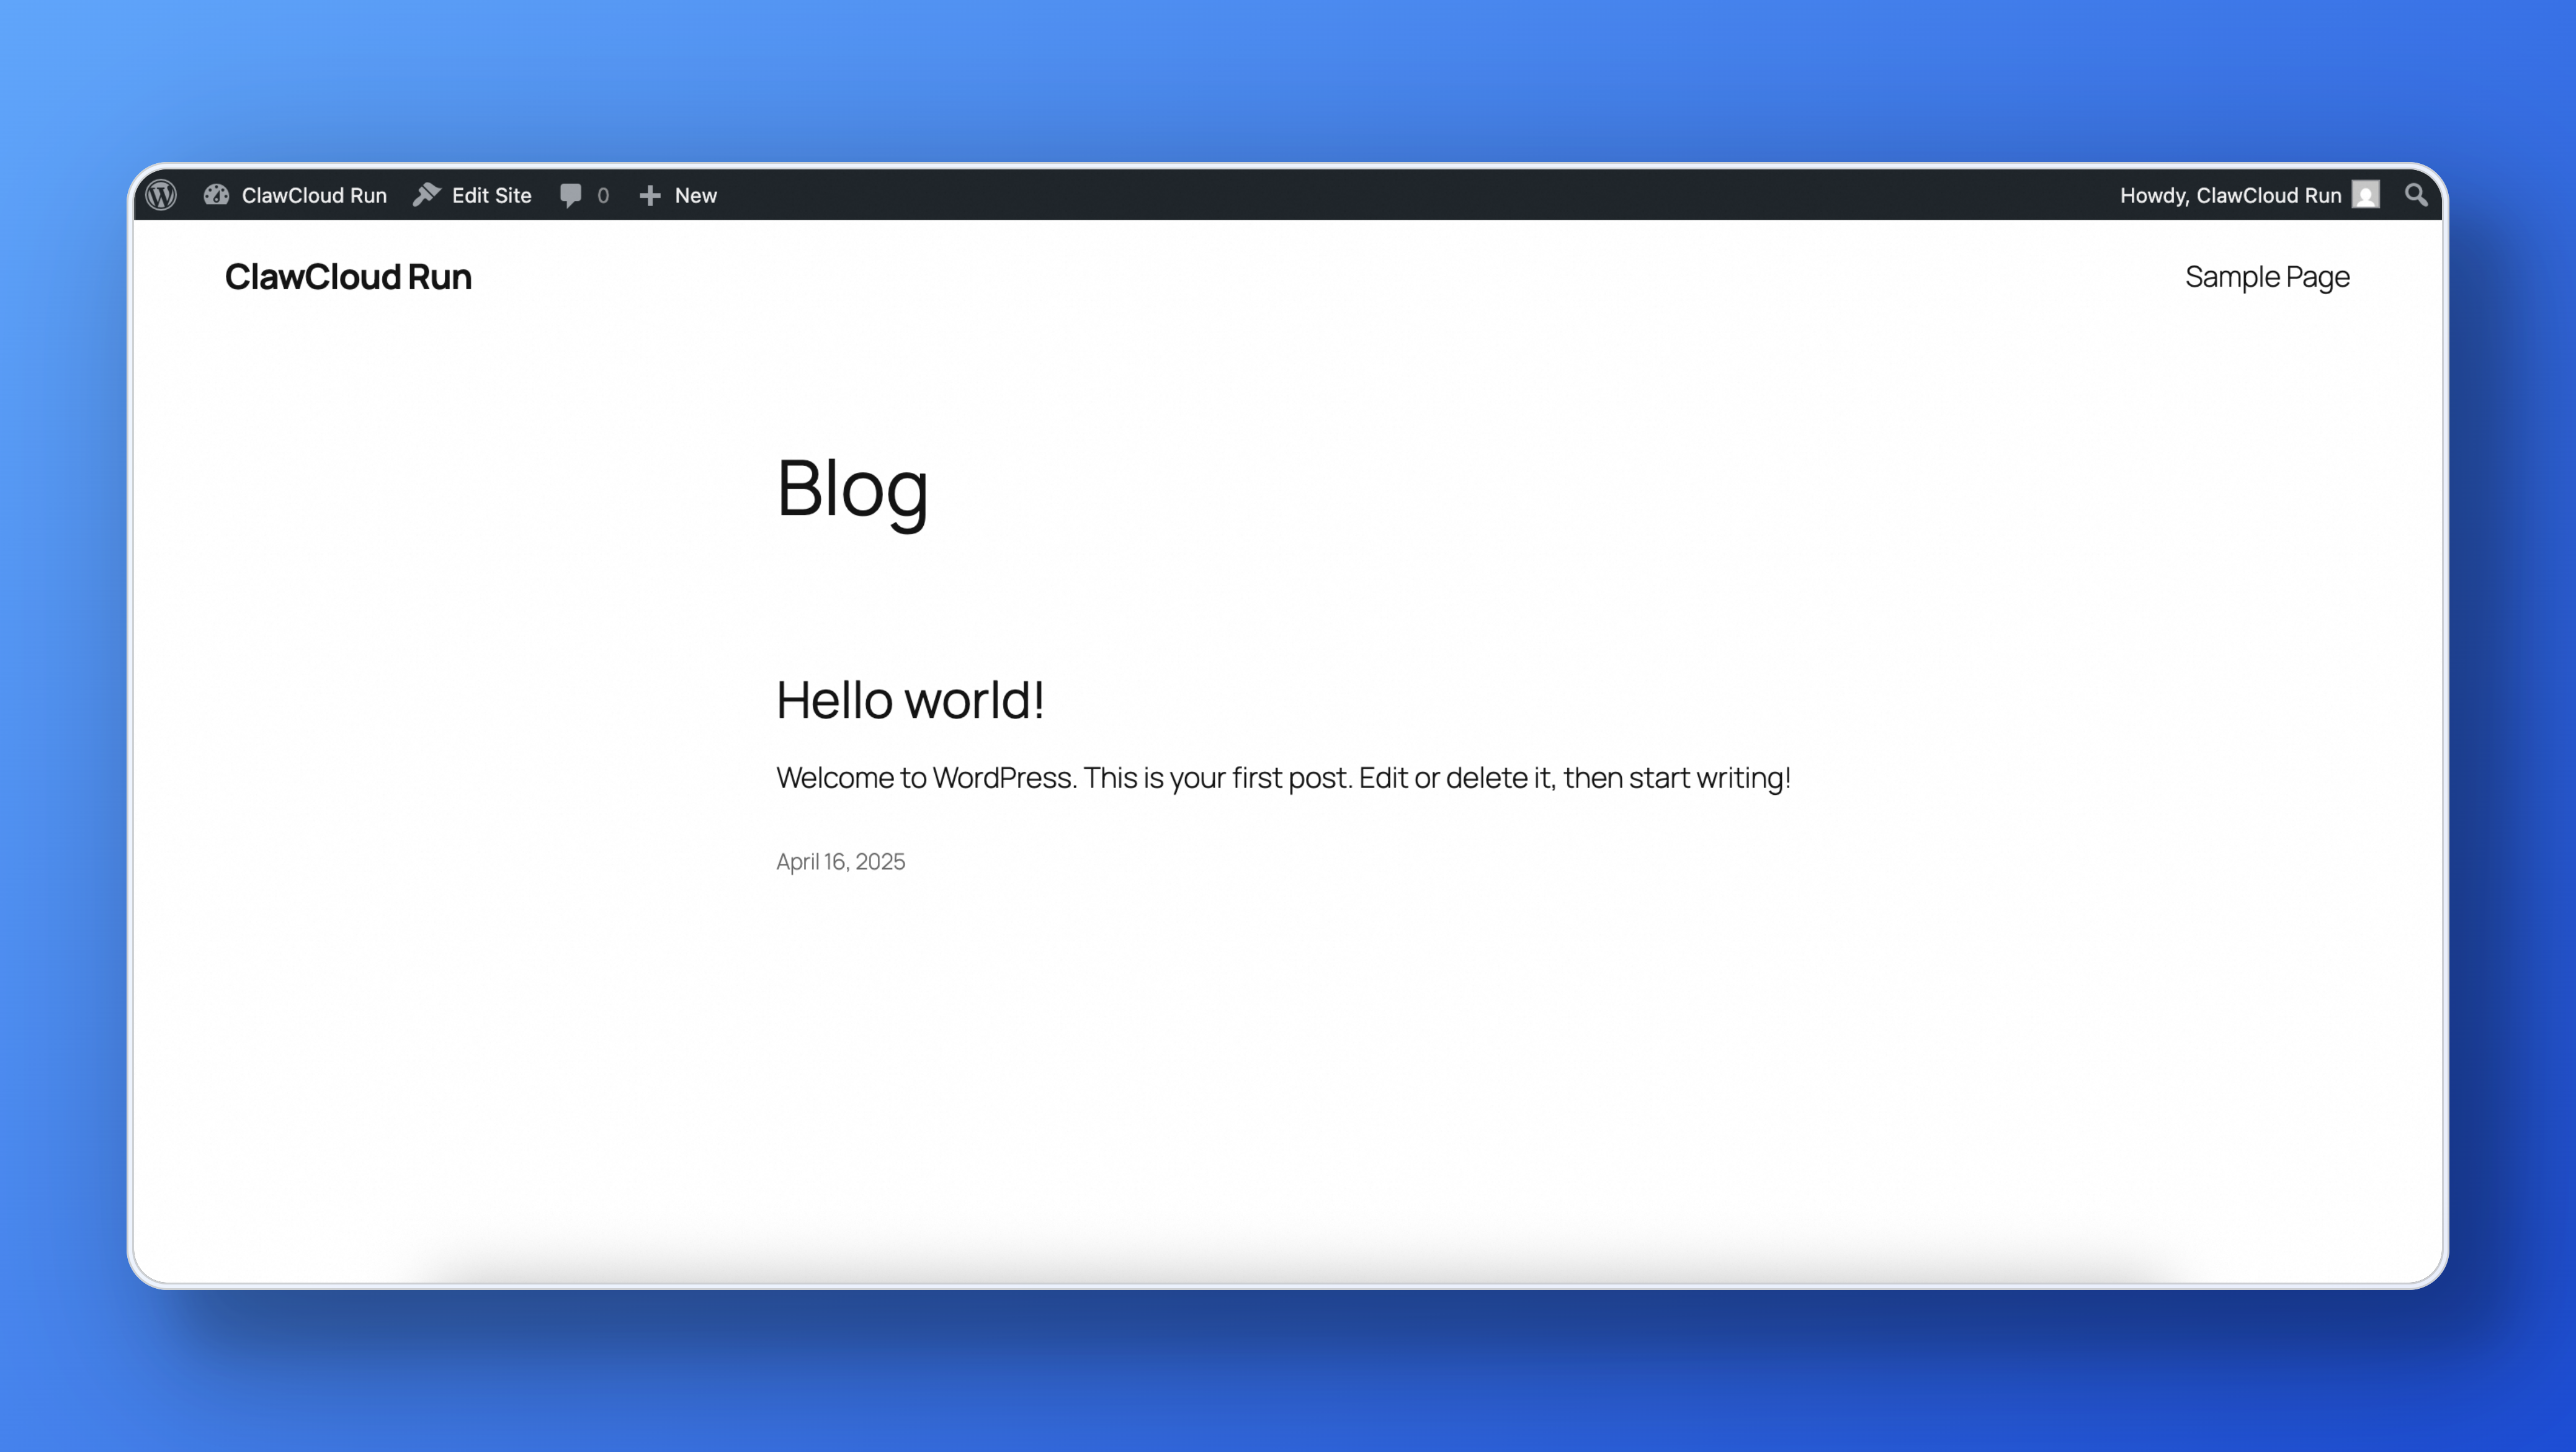 ClawCloud Run Edit Site 0 New Howdy, ClawCloud Run
ClawCloud Run Sample Page
Blog
Hello world!
Welcome to WordPress. This is your first post. Edit or delete it, then start writing!
April 16, 2025